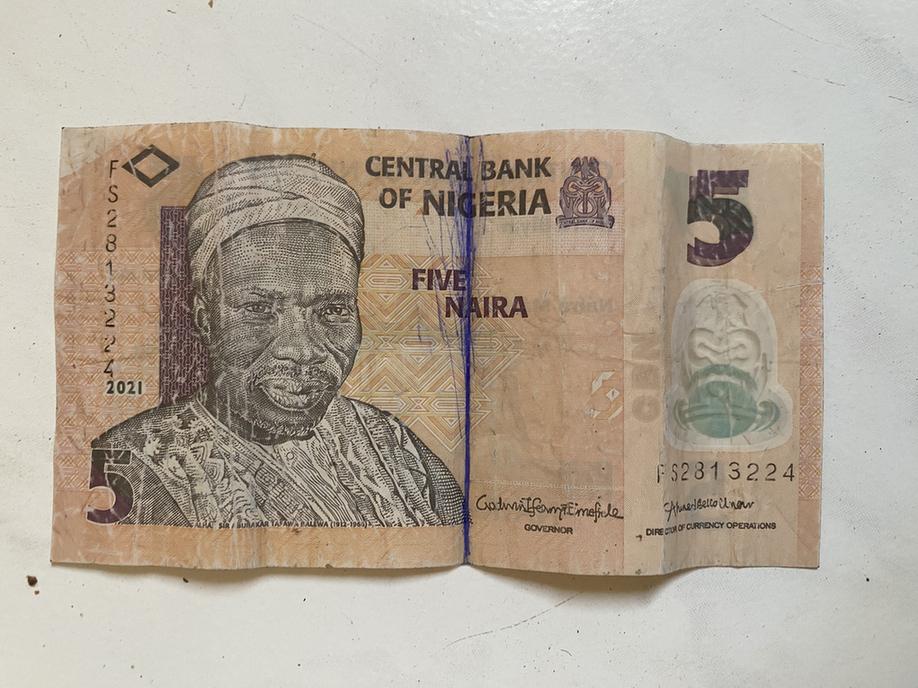 CENTRAL BANK
OF NIGERIA
5
FS2813224
2021
FIVE
NAIRA
5
FS2813224
GOVERNOR
DIRECTOR OF CURRENCY OPERATIONS